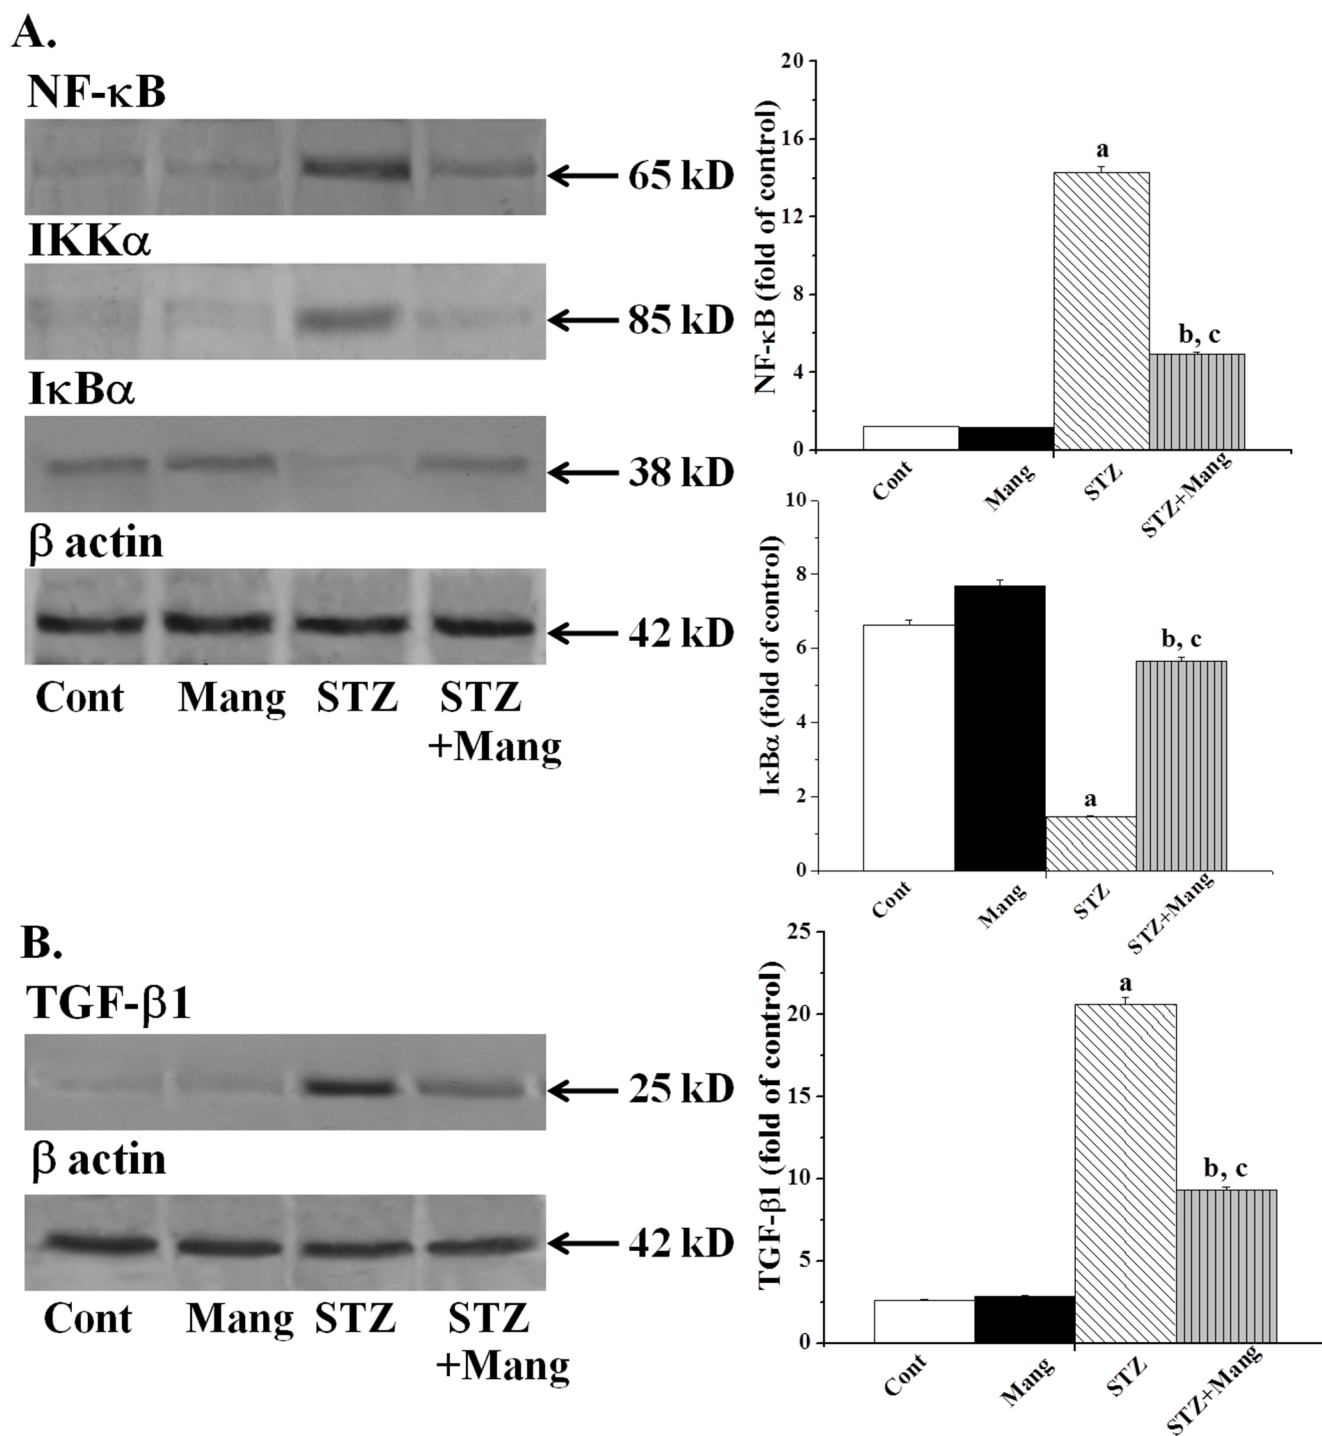 A.
NF-κB
65 kD
IKKα
85 kD
IκBα
38 kD
β actin
42 kD
Cont Mang STZ STZ
+Mang
NF-κB (fold of control)
20
16
12
8
4
0
a
b, c
Cont Mang STZ STZ+Mang
IκBα (fold of control)
10
8
6
4
2
0
a
b, c
Cont Mang STZ STZ+Mang
B.
TGF-β1
25 kD
β actin
42 kD
Cont Mang STZ STZ
+Mang
TGF-β1 (fold of control)
25
20
15
10
5
0
a
b, c
Cont Mang STZ STZ+Mang